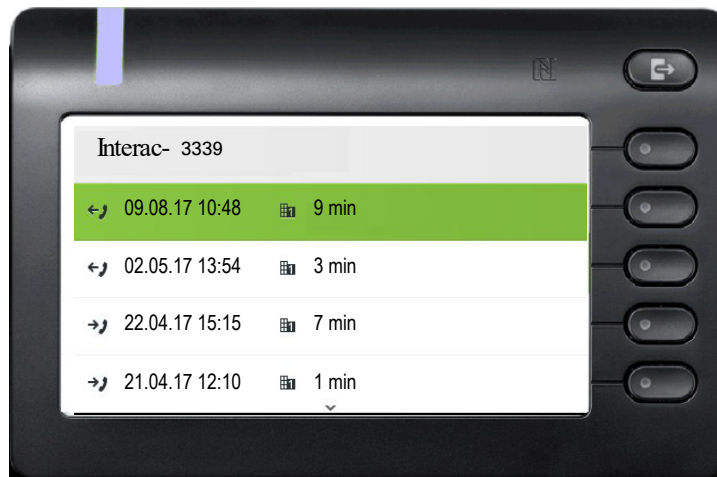 Interac- 3339
09.08.17 10:48 9 min
02.05.17 13:54 3 min
22.04.17 15:15 7 min
21.04.17 12:10 1 min